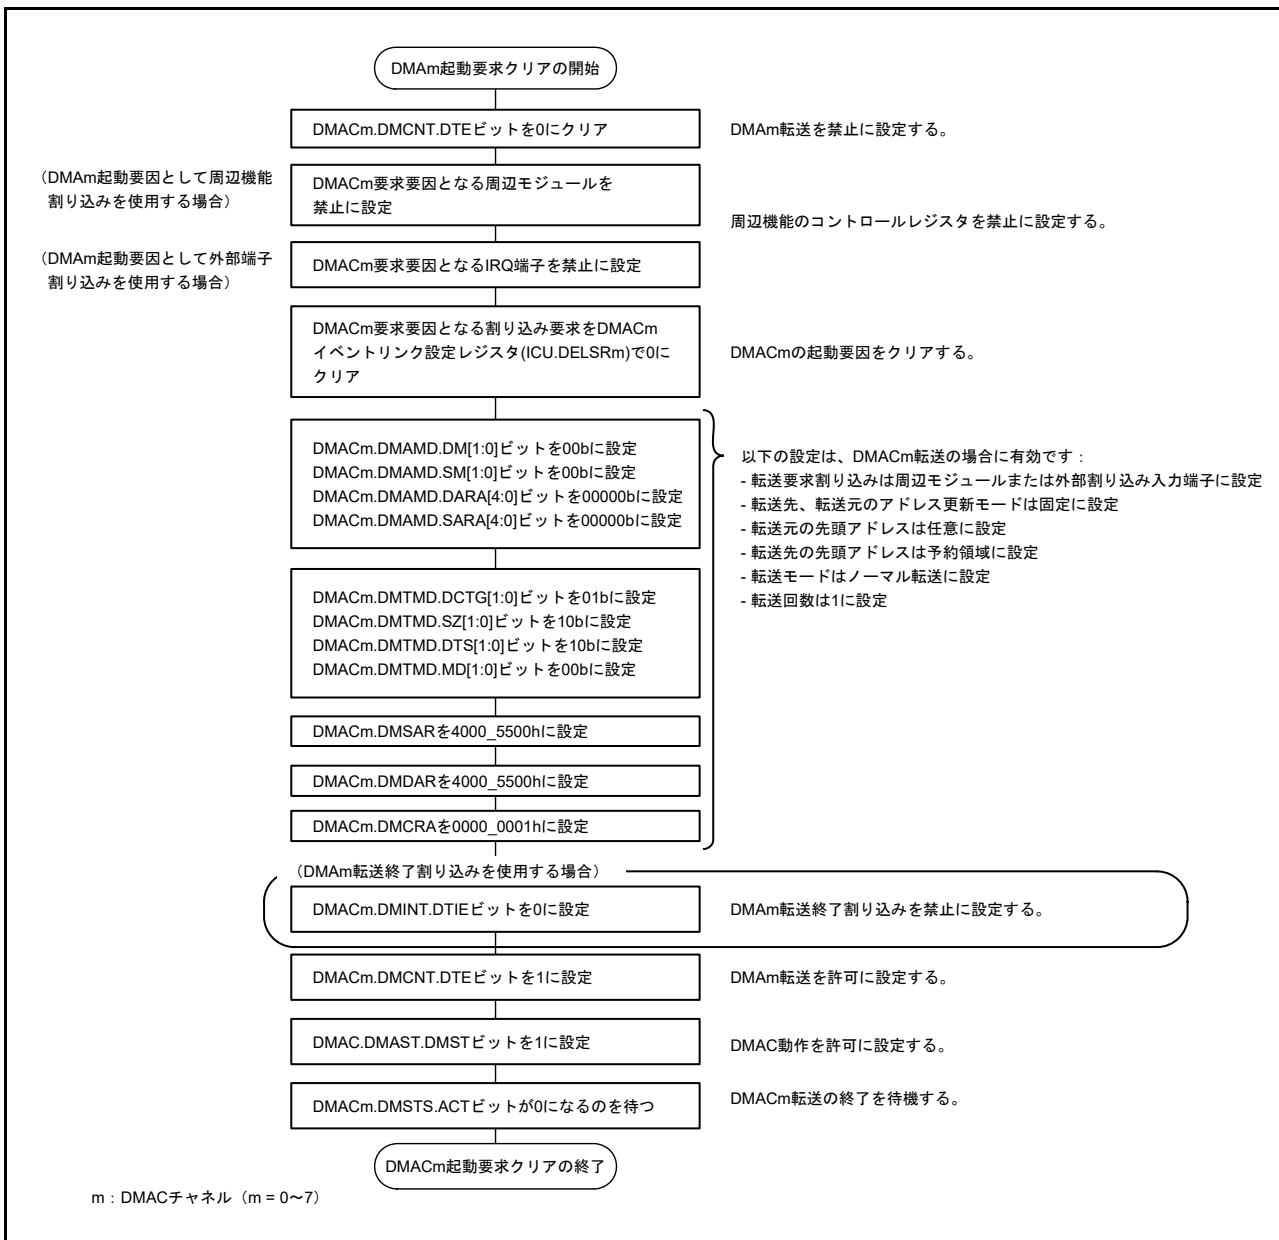 DMAm起動要求クリアの開始
DMACm.DMCNT.DTEビットを0にクリア
DMAm転送を禁止に設定する。
（DMAm起動要因として周辺機能
割り込みを使用する場合）
DMACm要求要因となる周辺モジュールを
禁止に設定
周辺機能のコントロールレジスタを禁止に設定する。
（DMAm起動要因として外部端子
割り込みを使用する場合）
DMACm要求要因となるIRQ端子を禁止に設定
DMACm要求要因となる割り込み要求をDMACm
イベントリンク設定レジスタ(ICU.DELSRm)で0に
クリア
DMACmの起動要因をクリアする。
DMACm.DMAMD.DM[1:0]ビットを00bに設定
DMACm.DMAMD.SM[1:0]ビットを00bに設定
DMACm.DMAMD.DARA[4:0]ビットを00000bに設定
DMACm.DMAMD.SARA[4:0]ビットを00000bに設定
以下の設定は、DMACm転送の場合に有効です：
- 転送要求割り込みは周辺モジュールまたは外部割り込み入力端子に設定
- 転送先、転送元のアドレス更新モードは固定に設定
- 転送元の先頭アドレスは任意に設定
- 転送先の先頭アドレスは予約領域に設定
- 転送モードはノーマル転送に設定
- 転送回数は1に設定
DMACm.DMTMD.DCTG[1:0]ビットを01bに設定
DMACm.DMTMD.SZ[1:0]ビットを10bに設定
DMACm.DMTMD.DTS[1:0]ビットを10bに設定
DMACm.DMTMD.MD[1:0]ビットを00bに設定
DMACm.DMSARを4000_5500hに設定
DMACm.DMDARを4000_5500hに設定
DMACm.DMCRAを0000_0001hに設定
（DMAm転送終了割り込みを使用する場合）
DMACm.DMINT.DTIEビットを0に設定
DMAm転送終了割り込みを禁止に設定する。
DMACm.DMCNT.DTEビットを1に設定
DMAm転送を許可に設定する。
DMAC.DMAST.DMSTビットを1に設定
DMAC動作を許可に設定する。
DMACm.DMSTS.ACTビットが0になるのを待つ
DMACm転送の終了を待機する。
DMACm起動要求クリアの終了
m：DMACチャネル（m = 0～7）